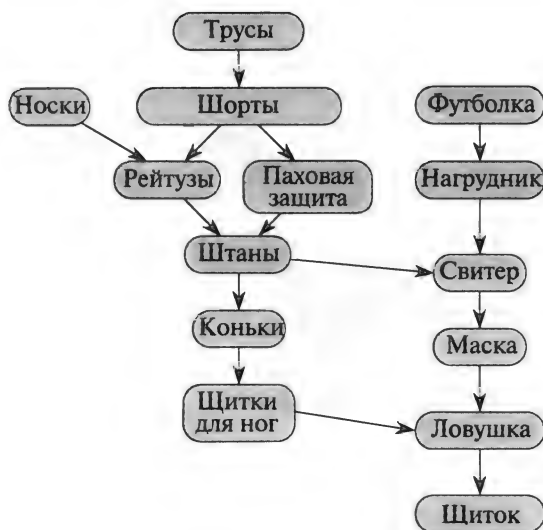 Трусы
Носки
Шорты
Футболка
Рейтузы
Паховая
защита
Нагрудник
Штаны
Свитер
Коньки
Маска
Щитки
для ног
Ловушка
Щиток